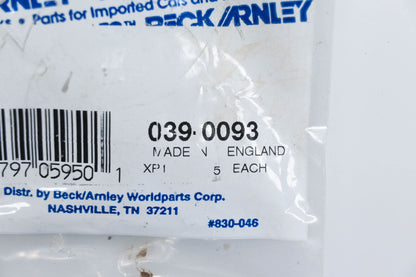 RNLEY
• Parts for Imported Cars and
BECK/ARNLEY
039-0093
MADE IN ENGLAND
XP1 5 EACH
797 05950 1
Distr. by Beck/Arnley Worldparts Corp.
NASHVILLE, TN 37211
#830-046